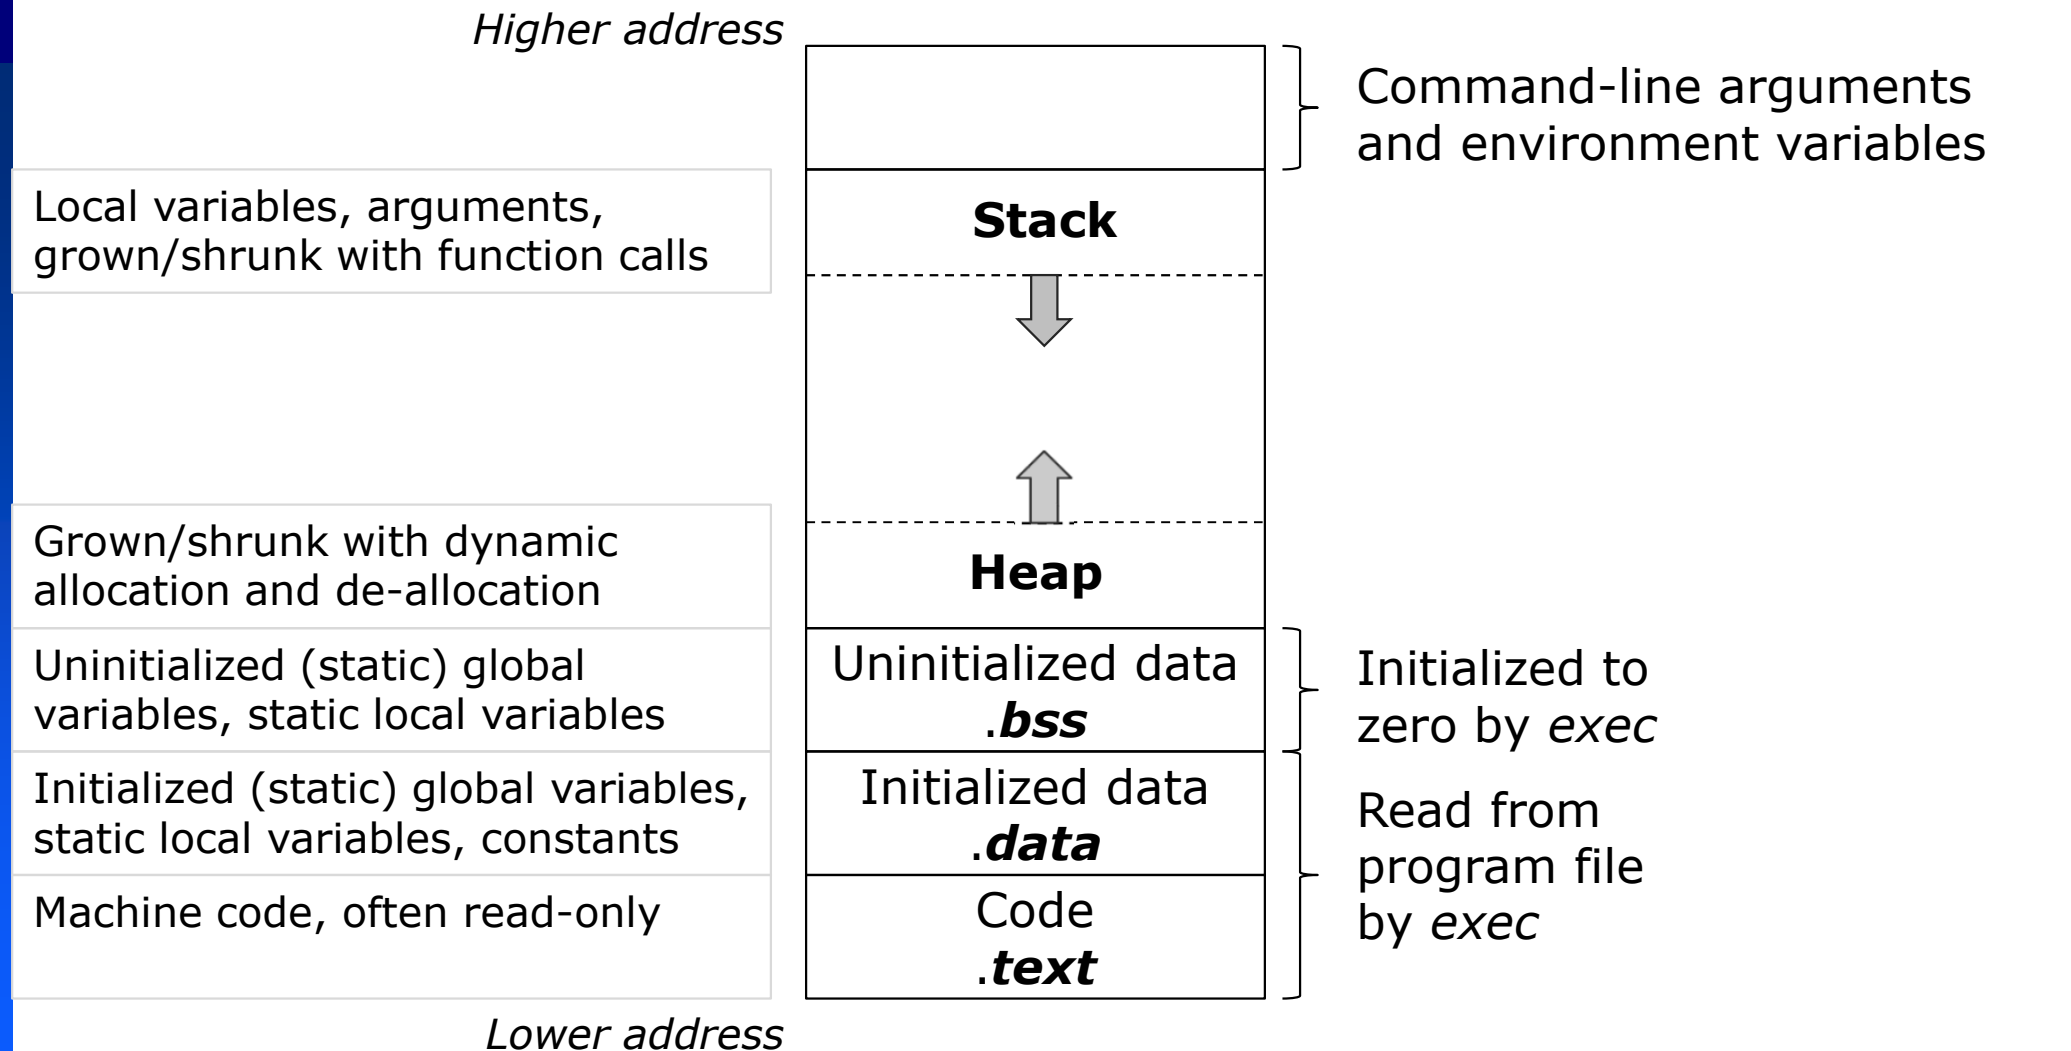 Higher address
Command-line arguments
and environment variables
Local variables, arguments,
grown/shrunk with function calls
Stack
Grown/shrunk with dynamic
allocation and de-allocation
Heap
Uninitialized (static) global
variables, static local variables
Uninitialized data
.bss
Initialized to
zero by exec
Initialized (static) global variables,
static local variables, constants
Initialized data
.data
Read from
program file
by exec
Machine code, often read-only
Code
.text
Lower address